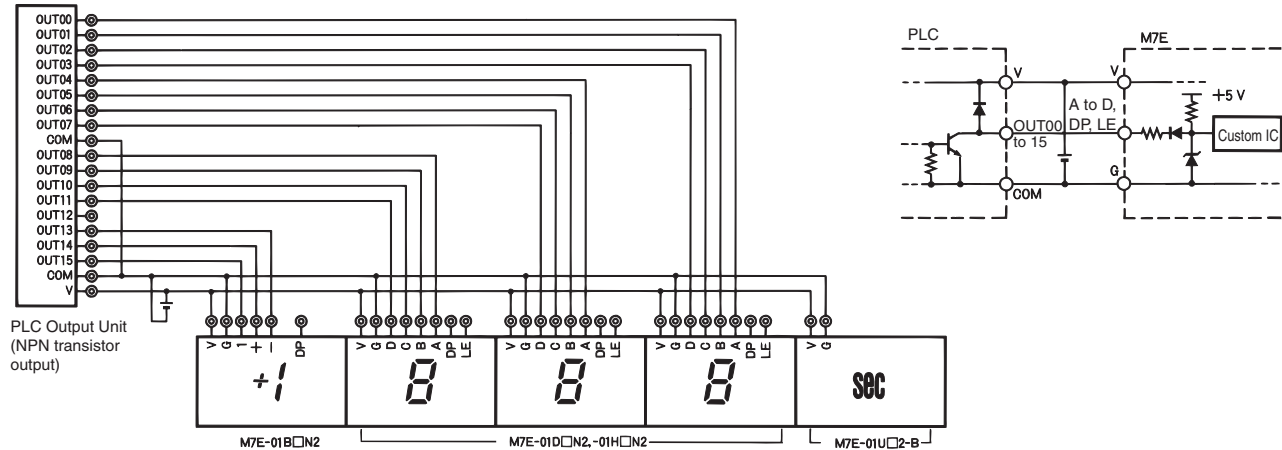 OUT00
OUT01
OUT02
OUT03
OUT04
OUT05
OUT06
OUT07
COM
OUT08
OUT09
OUT10
OUT11
OUT12
OUT13
OUT14
OUT15
COM
V
PLC Output Unit
(NPN transistor
output)
V G 1 + − DP
V G D C B A DP LE
V G D C B A DP LE
V G D C B A DP LE
V G
+1
8
8
8
sec
M7E-01B□N2
M7E-01D□N2,-01H□N2
M7E-01U□2-B
PLC
M7E
V
V
+5 V
A to D,
DP, LE
OUT00
to 15
Custom IC
G
COM